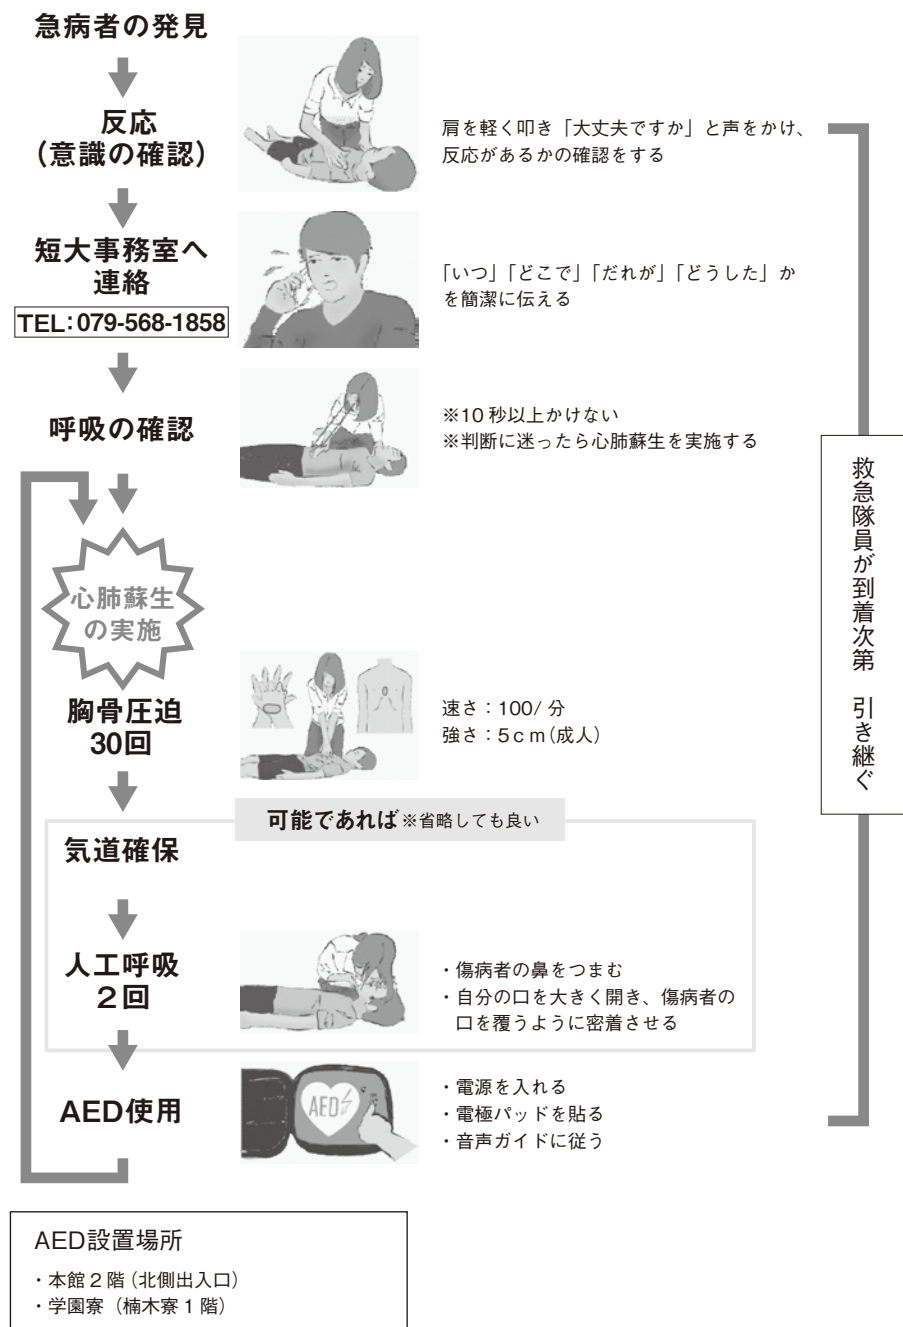 急病者の発見
反応
（意識の確認）
肩を軽く叩き「大丈夫ですか」と声をかけ、
反応があるかの確認をする
短大事務室へ
連絡
TEL：079-568-1858
「いつ」「どこで」「だれが」「どうした」か
を簡潔に伝える
呼吸の確認
※10 秒以上かけない
※判断に迷ったら心肺蘇生を実施する
心肺蘇生
の実施
胸骨圧迫
30回
速さ：100/ 分
強さ：5ｃｍ（成人）
可能であれば ※省略しても良い
気道確保
人工呼吸
２回
・傷病者の鼻をつまむ
・自分の口を大きく開き、傷病者の
口を覆うように密着させる
AED使用
AED
・電源を入れる
・電極パッドを貼る
・音声ガイドに従う
救急隊員が到着次第　引き継ぐ
AED設置場所
・本館 2 階（北側出入口）
・学園寮（楠木寮 1 階）